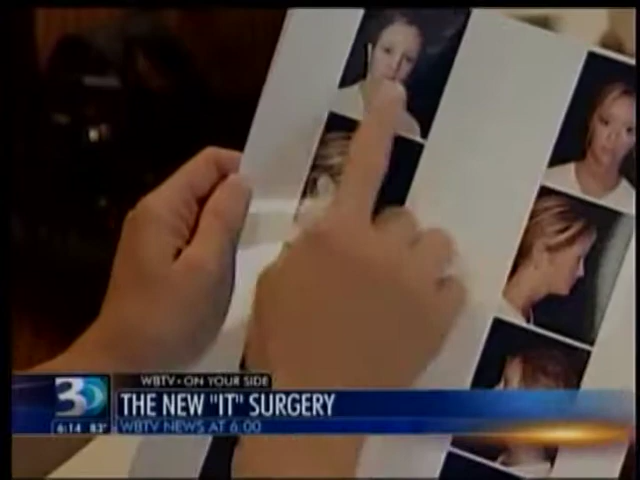 3
WBTV • ON YOUR SIDE
THE NEW "IT" SURGERY
6:14 83° WBTV NEWS AT 6:00